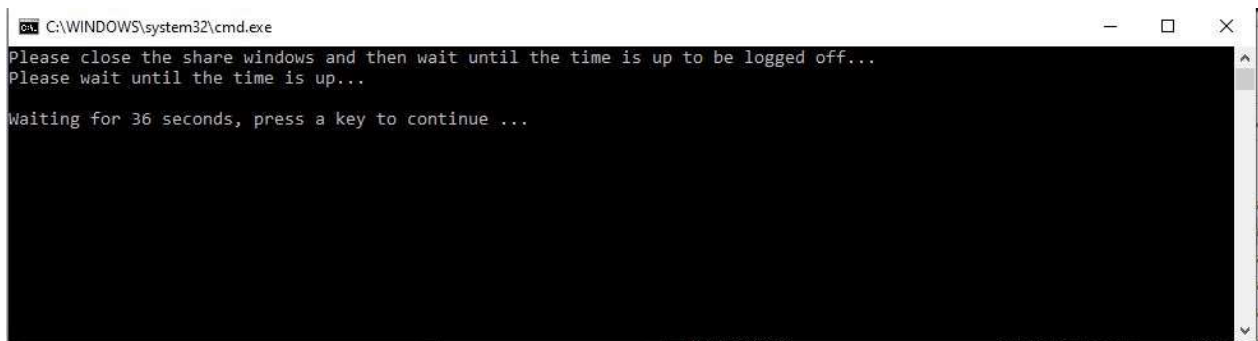 C:\WINDOWS\system32\cmd.exe
Please close the share windows and then wait until the time is up to be logged off...
Please wait until the time is up...
Waiting for 36 seconds, press a key to continue ...